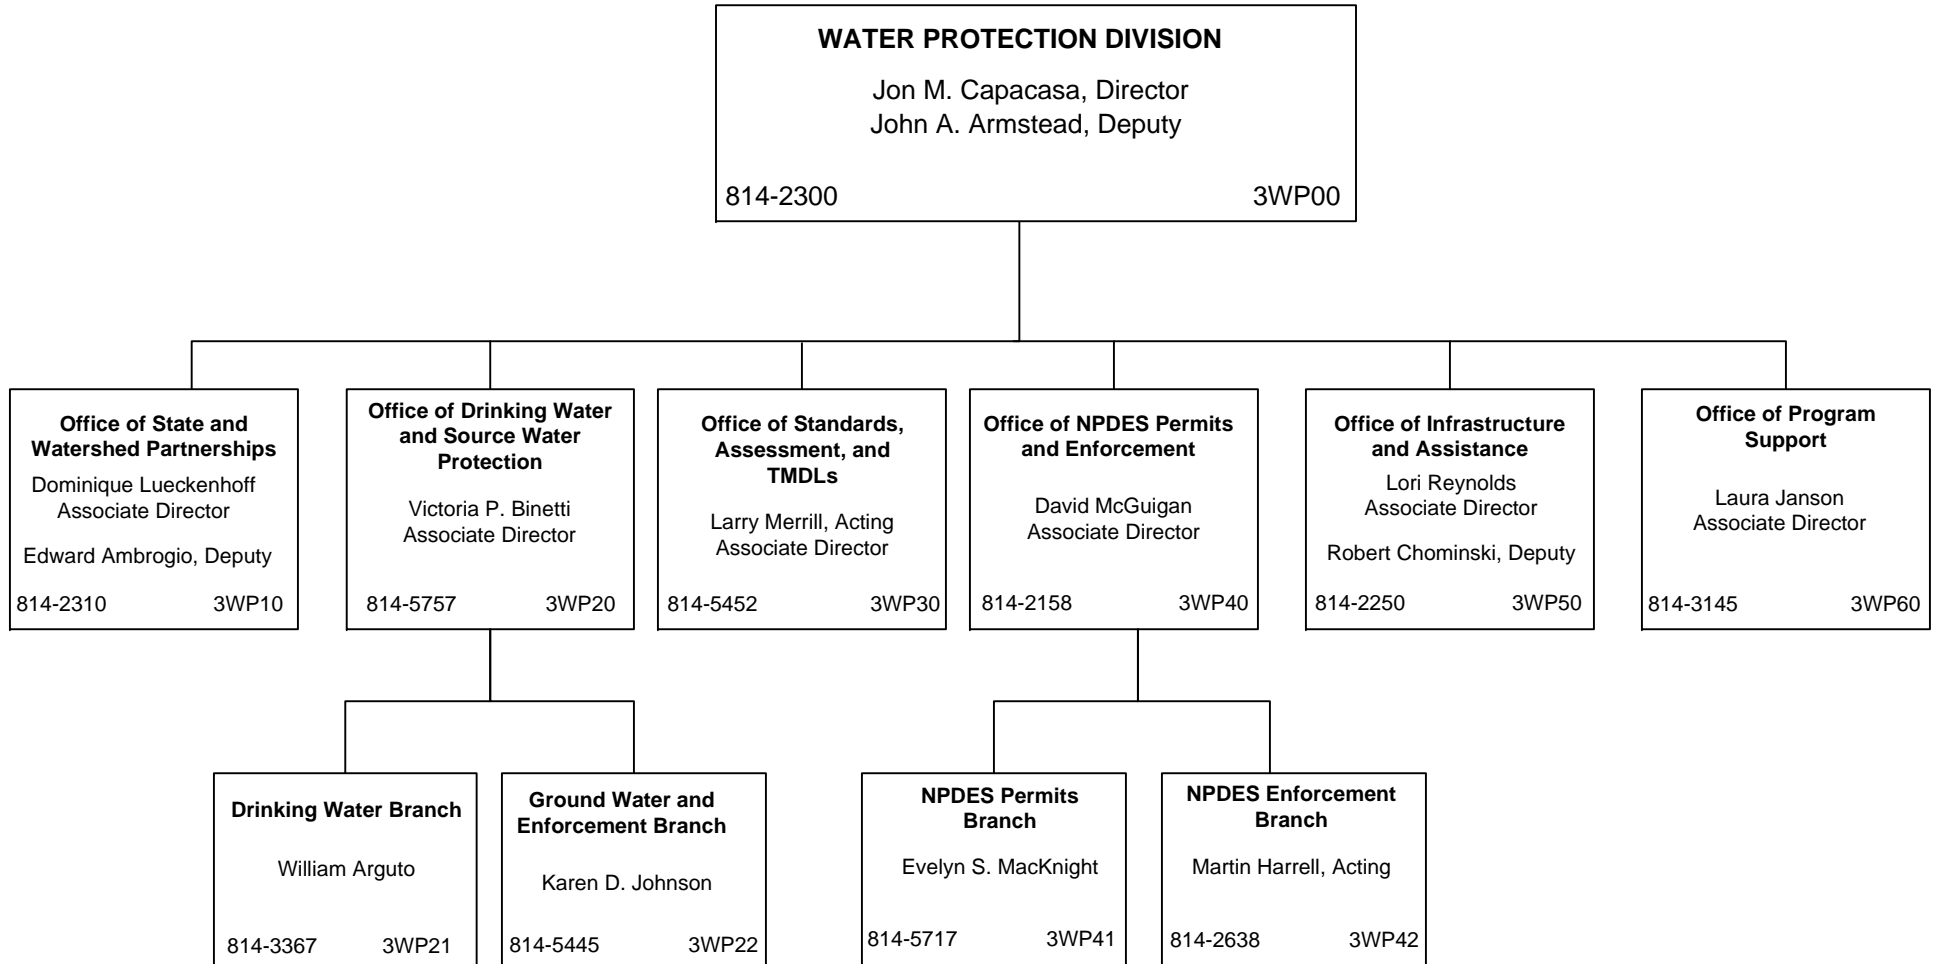 WATER PROTECTION DIVISION
Jon M. Capacasa, Director
John A. Armstead, Deputy
814-2300 3WP00
Office of State and
Watershed Partnerships
Dominique Lueckenhoff
Associate Director
Edward Ambrogio, Deputy
814-2310 3WP10
Office of Drinking Water
and Source Water
Protection
Victoria P. Binetti
Associate Director
814-5757 3WP20
Office of Standards,
Assessment, and
TMDLs
Larry Merrill, Acting
Associate Director
814-5452 3WP30
Office of NPDES Permits
and Enforcement
David McGuigan
Associate Director
814-2158 3WP40
Office of Infrastructure
and Assistance
Lori Reynolds
Associate Director
Robert Chominski, Deputy
814-2250 3WP50
Office of Program
Support
Laura Janson
Associate Director
814-3145 3WP60
Drinking Water Branch
William Arguto
814-3367 3WP21
Ground Water and
Enforcement Branch
Karen D. Johnson
814-5445 3WP22
NPDES Permits
Branch
Evelyn S. MacKnight
814-5717 3WP41
NPDES Enforcement
Branch
Martin Harrell, Acting
814-2638 3WP42